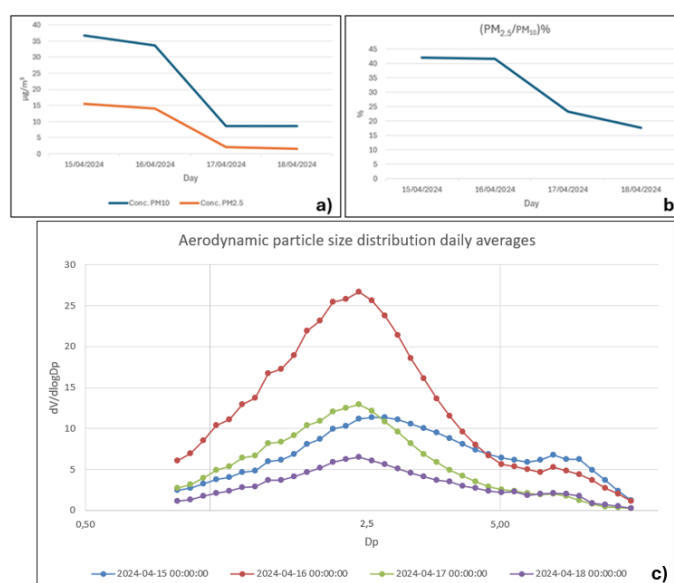 40
35
30
25
20
15
10
5
0
µg/m³
15/04/2024 16/04/2024 17/04/2024 18/04/2024
Day
Conc. PM10 Conc. PM2.5
a)
(PM2.5/PM10)%
45
40
35
30
25
20
15
10
5
0
%
15/04/2024 16/04/2024 17/04/2024 18/04/2024
Day
b)
Aerodynamic particle size distribution daily averages
30
25
20
15
10
5
0
dV/dlogDp
0,50 2,5 5,00
Dp
2024-04-15 00:00:00 2024-04-16 00:00:00 2024-04-17 00:00:00 2024-04-18 00:00:00
c)